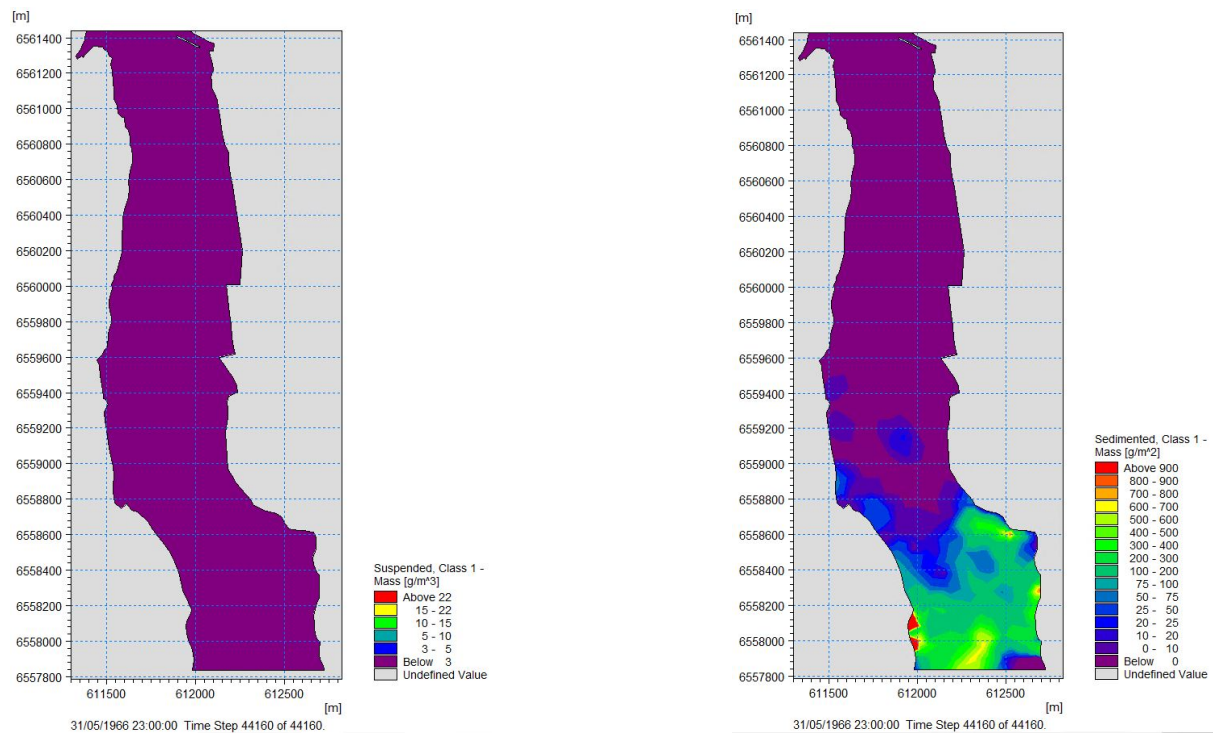 [m]
6561400
6561200
6561000
6560800
6560600
6560400
6560200
6560000
6559800
6559600
6559400
6559200
6559000
6558800
6558600
6558400
6558200
6558000
6557800
611500
612000
612500
[m]
31/05/1966 23:00:00 Time Step 44160 of 44160.
Suspended, Class 1 -
Mass [g/m^3]
Above 22
15 - 22
10 - 15
5 - 10
3 - 5
Below 3
Undefined Value
[m]
6561400
6561200
6561000
6560800
6560600
6560400
6560200
6560000
6559800
6559600
6559400
6559200
6559000
6558800
6558600
6558400
6558200
6558000
6557800
611500
612000
612500
[m]
31/05/1966 23:00:00 Time Step 44160 of 44160.
Sedimented, Class 1 -
Mass [g/m^2]
Above 900
800 - 900
700 - 800
600 - 700
500 - 600
400 - 500
300 - 400
200 - 300
100 - 200
75 - 100
50 - 75
25 - 50
20 - 25
10 - 20
0 - 10
Below 0
Undefined Value